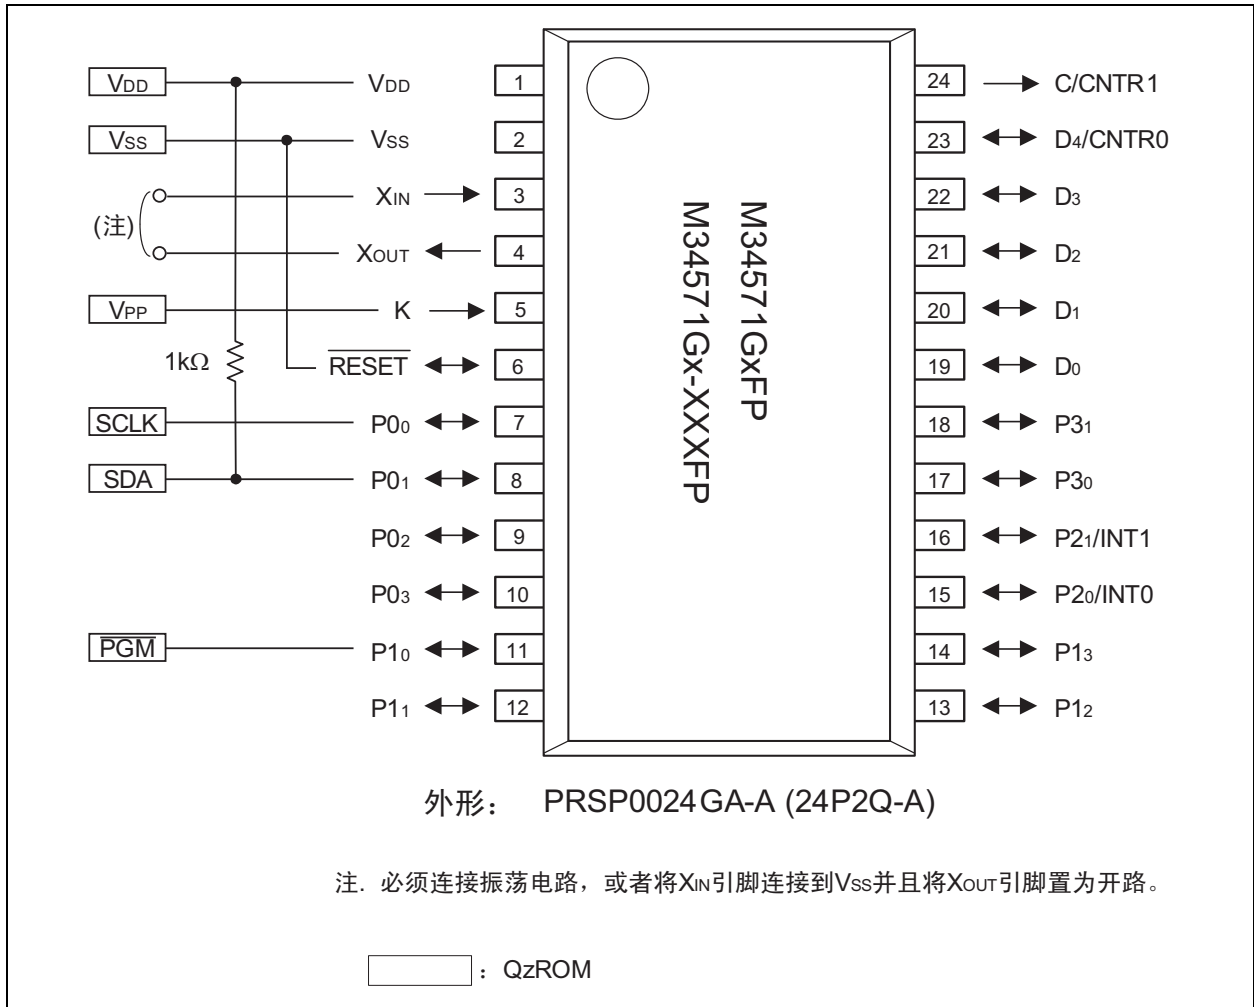 VDD VDD 1 24 C/CNTR1
VSS VSS 2 23 D4/CNTR0
XIN 3 22 D3
(注)
XOUT 4 21 D2
VPP K 5 20 D1
1kΩ RESET 6 19 D0
SCLK P00 7 18 P31
SDA P01 8 17 P30
P02 9 16 P21/INT1
P03 10 15 P20/INT0
PGM P10 11 14 P13
P11 12 13 P12
M34571GxFP
M34571Gx-XXXFP
外形: PRSP0024GA-A (24P2Q-A)
注. 必须连接振荡电路，或者将XIN引脚连接到VSS并且将XOUT引脚置为开路。
: QzROM